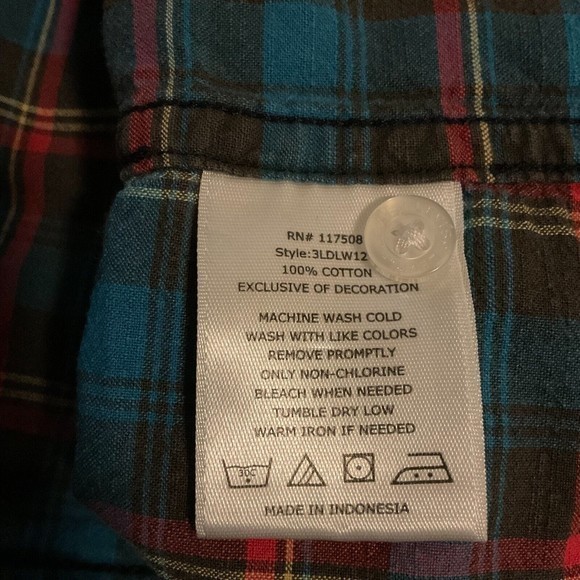 RN# 117508
Style:3LDLW12
100% COTTON
EXCLUSIVE OF DECORATION
MACHINE WASH COLD
WASH WITH LIKE COLORS
REMOVE PROMPTLY
ONLY NON-CHLORINE
BLEACH WHEN NEEDED
TUMBLE DRY LOW
WARM IRON IF NEEDED
30C
MADE IN INDONESIA